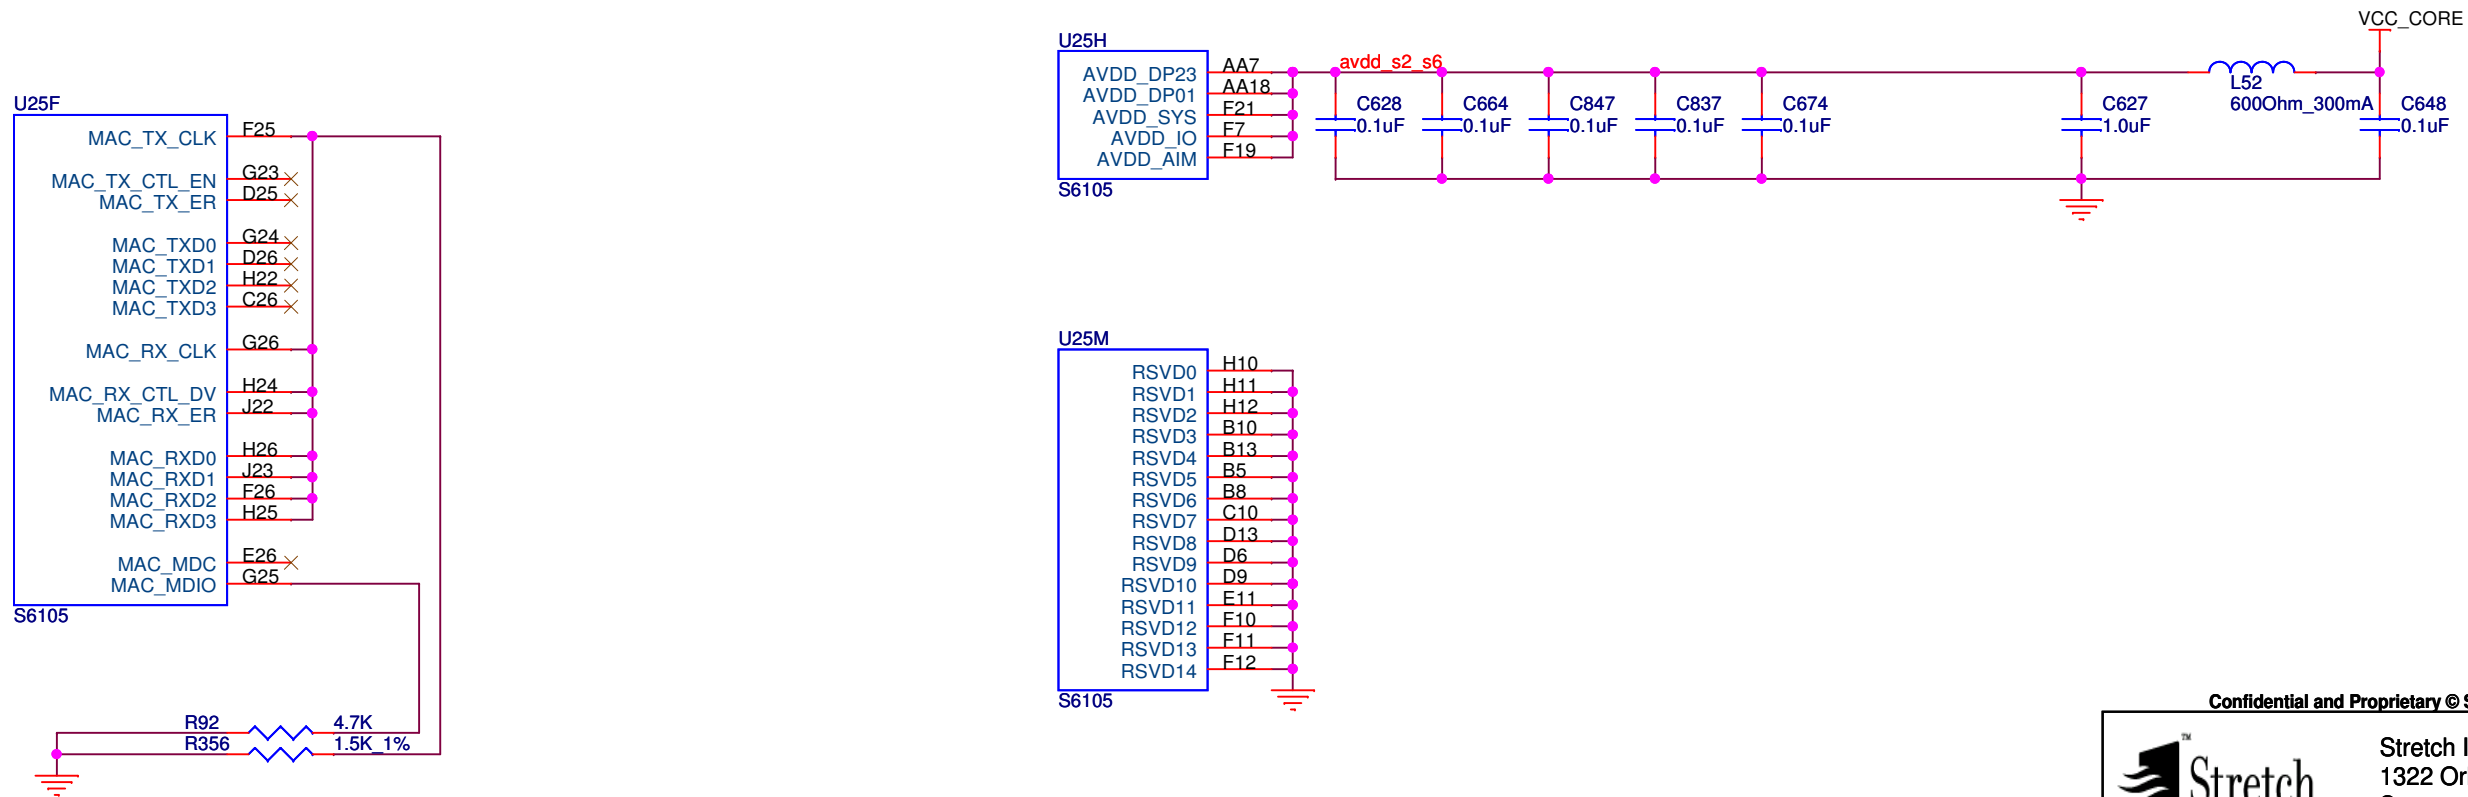 VCC_CORE
U25H
AVDD_DP23 AA7
AVDD_DP01 AA18
AVDD_SYS F21
AVDD_IO F7
AVDD_AIM F19
S6105
avdd_s2_s6
C628 0.1uF
C664 0.1uF
C847 0.1uF
C837 0.1uF
C674 0.1uF
C627 1.0uF
L52
600Ohm_300mA
C648 0.1uF
U25F
MAC_TX_CLK F25
MAC_TX_CTL_EN G23
MAC_TX_ER D25
MAC_TXD0 G24
MAC_TXD1 D26
MAC_TXD2 H22
MAC_TXD3 C26
MAC_RX_CLK G26
MAC_RX_CTL_DV H24
MAC_RX_ER J22
MAC_RXD0 H26
MAC_RXD1 J23
MAC_RXD2 F26
MAC_RXD3 H25
MAC_MDC E26
MAC_MDIO G25
S6105
R92 4.7K
R356 1.5K_1%
U25M
RSVD0 H10
RSVD1 H11
RSVD2 H12
RSVD3 B10
RSVD4 B13
RSVD5 B5
RSVD6 B8
RSVD7 C10
RSVD8 D13
RSVD9 D6
RSVD10 D9
RSVD11 E11
RSVD12 F10
RSVD13 F11
RSVD14 F12
S6105
Confidential and Proprietary ©
Stretch
TM
Stretch
1322